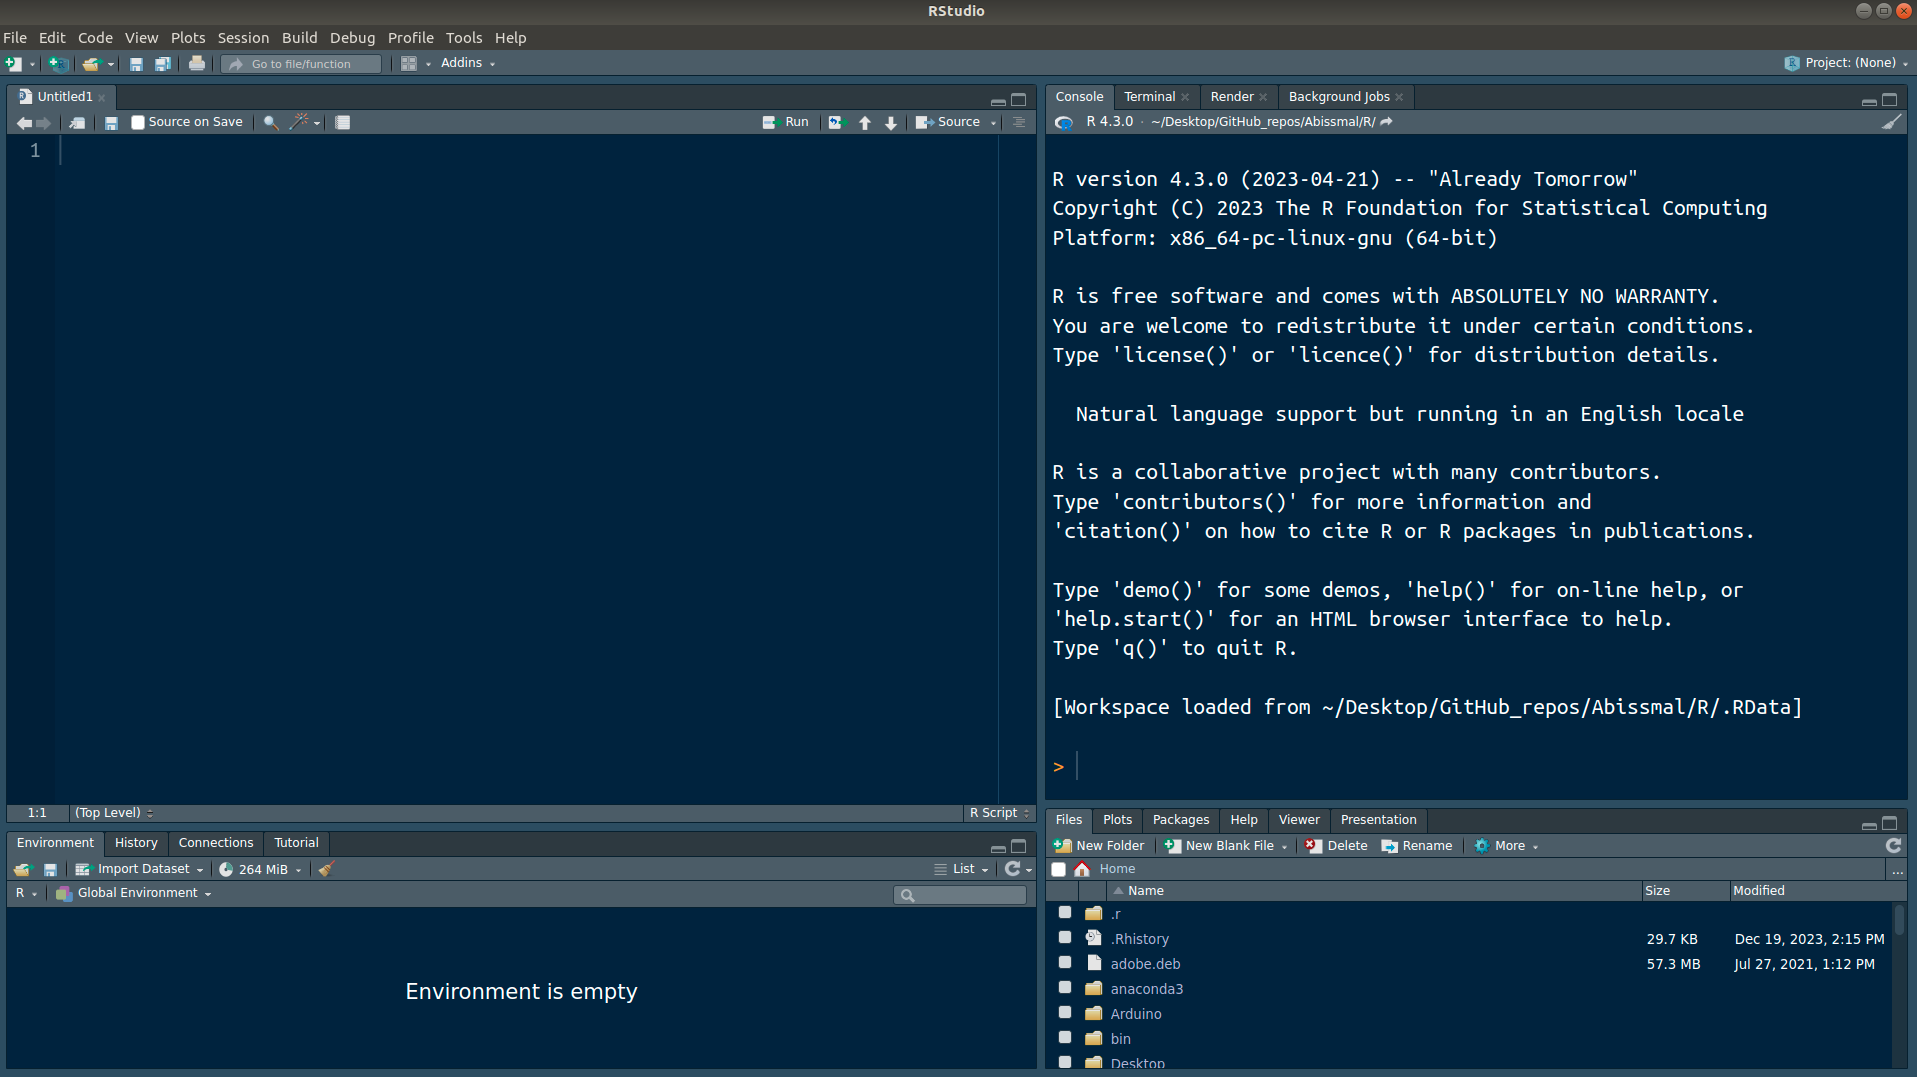 RStudio
File Edit Code View Plots Session Build Debug Profile Tools Help
Go to file/function Addins Project: (None)
Untitled1
Source on Save Run Source
1
1:1 (Top Level) R Script
Console Terminal Render Background Jobs
R 4.3.0 · ~/Desktop/GitHub_repos/Abissmal/R/
R version 4.3.0 (2023-04-21) -- "Already Tomorrow"
Copyright (C) 2023 The R Foundation for Statistical Computing
Platform: x86_64-pc-linux-gnu (64-bit)
R is free software and comes with ABSOLUTELY NO WARRANTY.
You are welcome to redistribute it under certain conditions.
Type 'license()' or 'licence()' for distribution details.
Natural language support but running in an English locale
R is a collaborative project with many contributors.
Type 'contributors()' for more information and
'citation()' on how to cite R or R packages in publications.
Type 'demo()' for some demos, 'help()' for on-line help, or
'help.start()' for an HTML browser interface to help.
Type 'q()' to quit R.
[Workspace loaded from ~/Desktop/GitHub_repos/Abissmal/R/.RData]
>
Environment History Connections Tutorial
Import Dataset 264 MiB List
R Global Environment
Environment is empty
Files Plots Packages Help Viewer Presentation
New Folder New Blank File Delete Rename More
Home ...
Name Size Modified
.r
.Rhistory 29.7 KB Dec 19, 2023, 2:15 PM
adobe.deb 57.3 MB Jul 27, 2021, 1:12 PM
anaconda3
Arduino
bin
Desktop